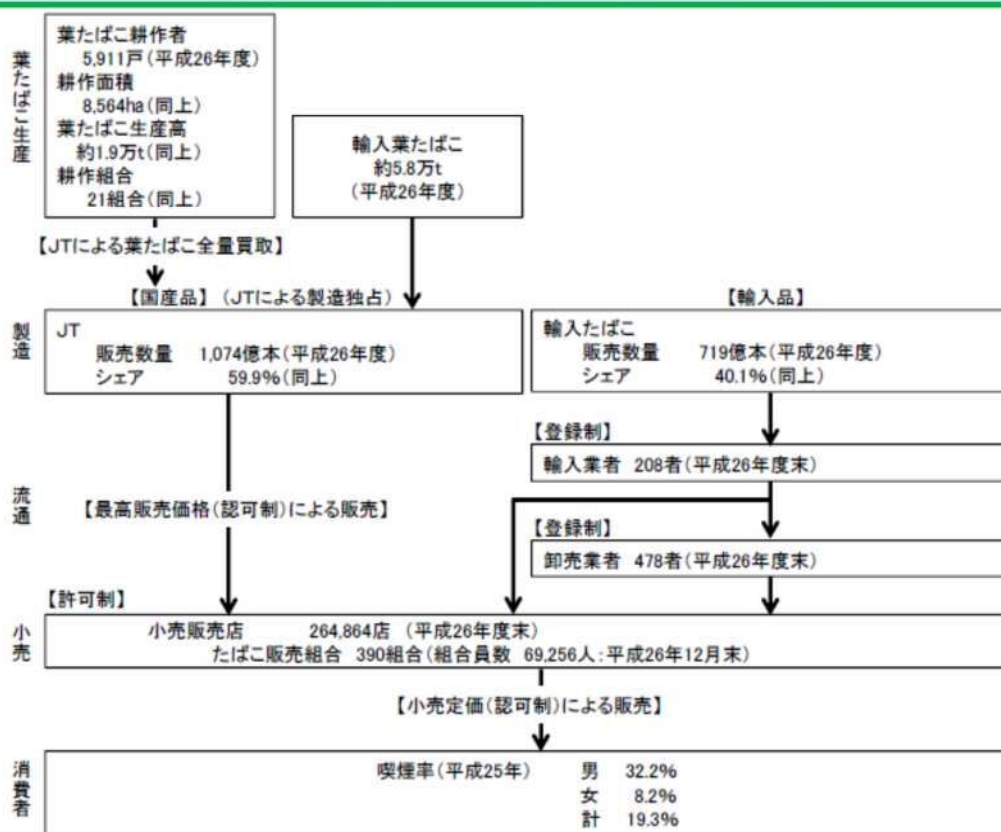 葉たばこ生産
葉たばこ耕作者
5,911戸(平成26年度)
耕作面積
8,564ha(同上)
葉たばこ生産高
約1.9万t(同上)
耕作組合
21組合(同上)
輸入葉たばこ
約5.8万t
(平成26年度)
【JTによる葉たばこ全量買取】
【国産品】(JTによる製造独占)
【輸入品】
製造
JT
販売数量 1,074億本(平成26年度)
シェア 59.9%(同上)
輸入たばこ
販売数量 719億本(平成26年度)
シェア 40.1%(同上)
【登録制】
輸入業者 208者(平成26年度末)
流通
【最高販売価格(認可制)による販売】
【登録制】
卸売業者 478者(平成26年度末)
【許可制】
小売
小売販売店 264,864店 (平成26年度末)
たばこ販売組合 390組合(組合員数 69,256人:平成26年12月末)
【小売定価(認可制)による販売】
消費者
喫煙率(平成25年) 男 32.2%
女 8.2%
計 19.3%